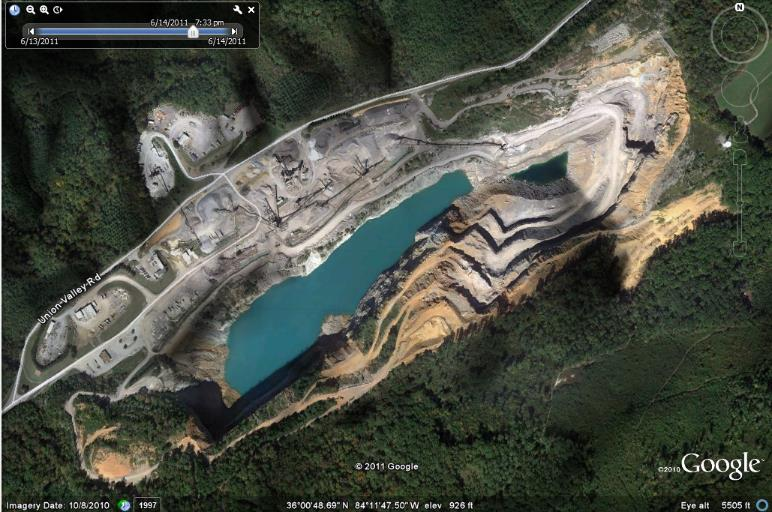 6/14/2011 7:33 pm
6/13/2011
6/14/2011
N
Union-Valley-Rd
© 2011 Google
©2010 Google
Imagery Date: 10/8/2010 1997 36°00'48.69" N 84°11'47.50" W elev 926 ft Eye alt 5505 ft